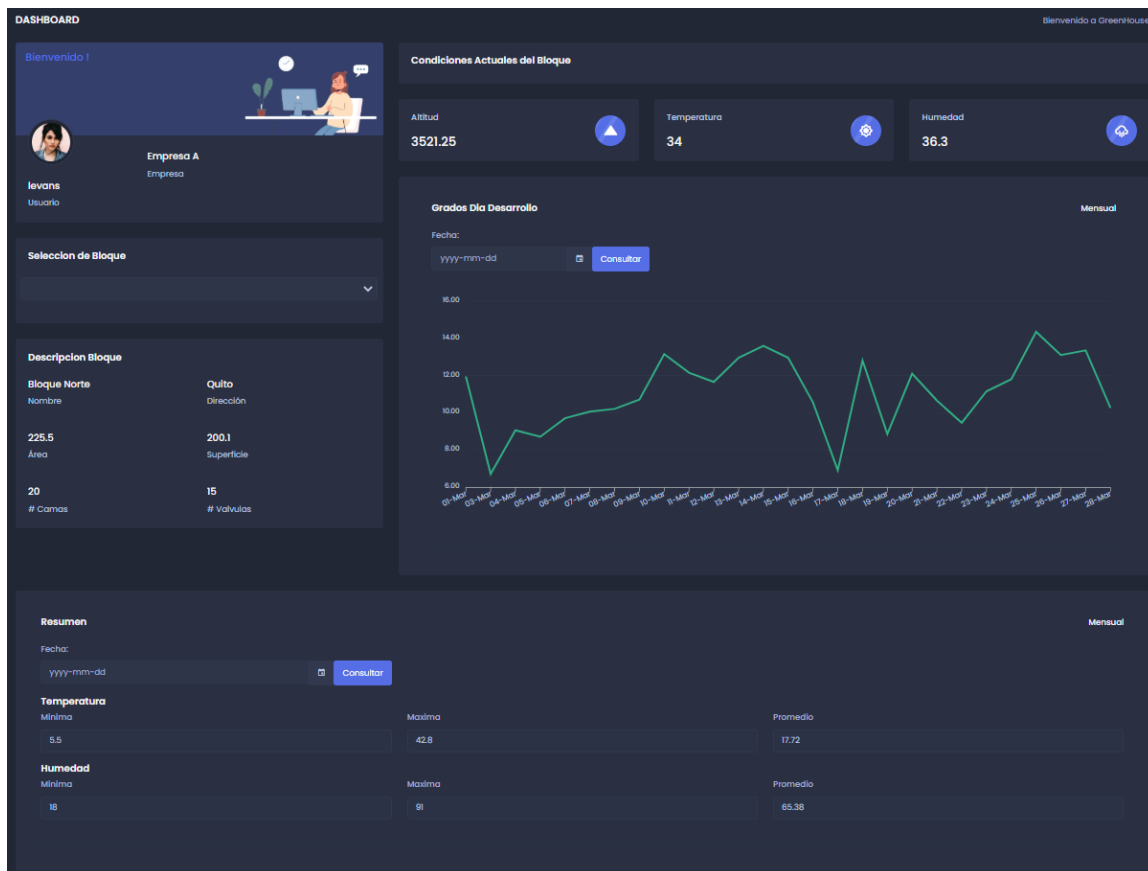 DASHBOARD
Bienvenido a GreenHouse
Bienvenido !
Empresa A
Empresa
levans
Usuario
Seleccion de Bloque
Descripcion Bloque
Bloque Norte
Quito
Nombre
Dirección
225.5
200.1
Área
Superficie
20
15
# Camas
# Valvulas
Condiciones Actuales del Bloque
Altitud
3521.25
Temperatura
34
Humedad
36.3
Grados Dia Desarrollo
Mensual
Fecha:
yyyy-mm-dd
Consultar
16.00
14.00
12.00
10.00
8.00
6.00
01-Mar
03-Mar
04-Mar
05-Mar
06-Mar
07-Mar
08-Mar
09-Mar
10-Mar
11-Mar
12-Mar
13-Mar
14-Mar
15-Mar
16-Mar
17-Mar
18-Mar
19-Mar
20-Mar
21-Mar
22-Mar
23-Mar
24-Mar
25-Mar
26-Mar
27-Mar
28-Mar
Resumen
Mensual
Fecha:
yyyy-mm-dd
Consultar
Temperatura
Minima
Maxima
Promedio
5.5
42.8
17.72
Humedad
Minima
Maxima
Promedio
18
91
65.38